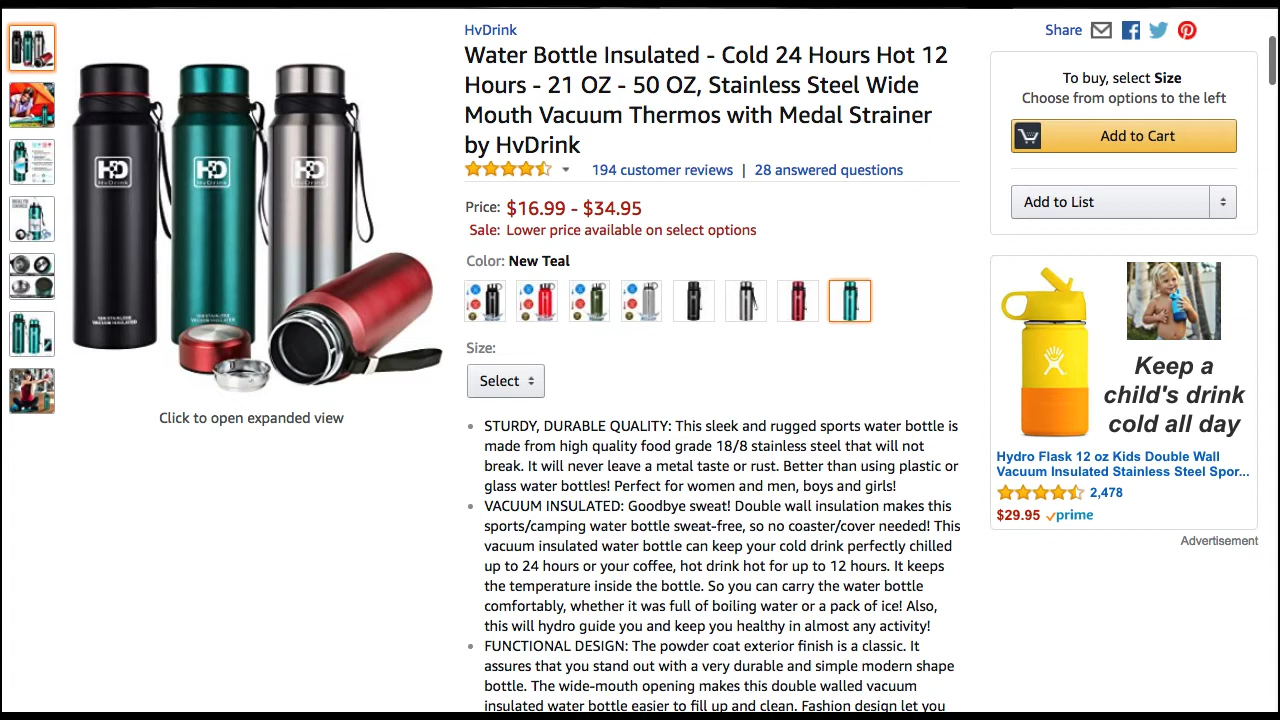 HvDrink
Water Bottle Insulated - Cold 24 Hours Hot 12
Hours - 21 OZ - 50 OZ, Stainless Steel Wide
Mouth Vacuum Thermos with Medal Strainer
by HvDrink
194 customer reviews | 28 answered questions
Price: $16.99 - $34.95
Sale: Lower price available on select options
Color: New Teal
Size:
Select
• STURDY, DURABLE QUALITY: This sleek and rugged sports water bottle is
made from high quality food grade 18/8 stainless steel that will not
break. It will never leave a metal taste or rust. Better than using plastic or
glass water bottles! Perfect for women and men, boys and girls!
• VACUUM INSULATED: Goodbye sweat! Double wall insulation makes this
sports/camping water bottle sweat-free, so no coaster/cover needed! This
vacuum insulated water bottle can keep your cold drink perfectly chilled
up to 24 hours or your coffee, hot drink hot for up to 12 hours. It keeps
the temperature inside the bottle. So you can carry the water bottle
comfortably, whether it was full of boiling water or a pack of ice! Also,
this will hydro guide you and keep you healthy in almost any activity!
• FUNCTIONAL DESIGN: The powder coat exterior finish is a classic. It
assures that you stand out with a very durable and simple modern shape
bottle. The wide-mouth opening makes this double walled vacuum
insulated water bottle easier to fill up and clean. Fashion design let you
HD
HvDrink
HD
HvDrink
HD
HvDrink
STAINLESS
VACUUM INSULATED
STAINLESS
VACUUM INSULATED
Click to open expanded view
Share
To buy, select Size
Choose from options to the left
Add to Cart
Add to List
Keep a
child's drink
cold all day
Hydro Flask 12 oz Kids Double Wall
Vacuum Insulated Stainless Steel Spor...
2,478
$29.95 prime
Advertisement